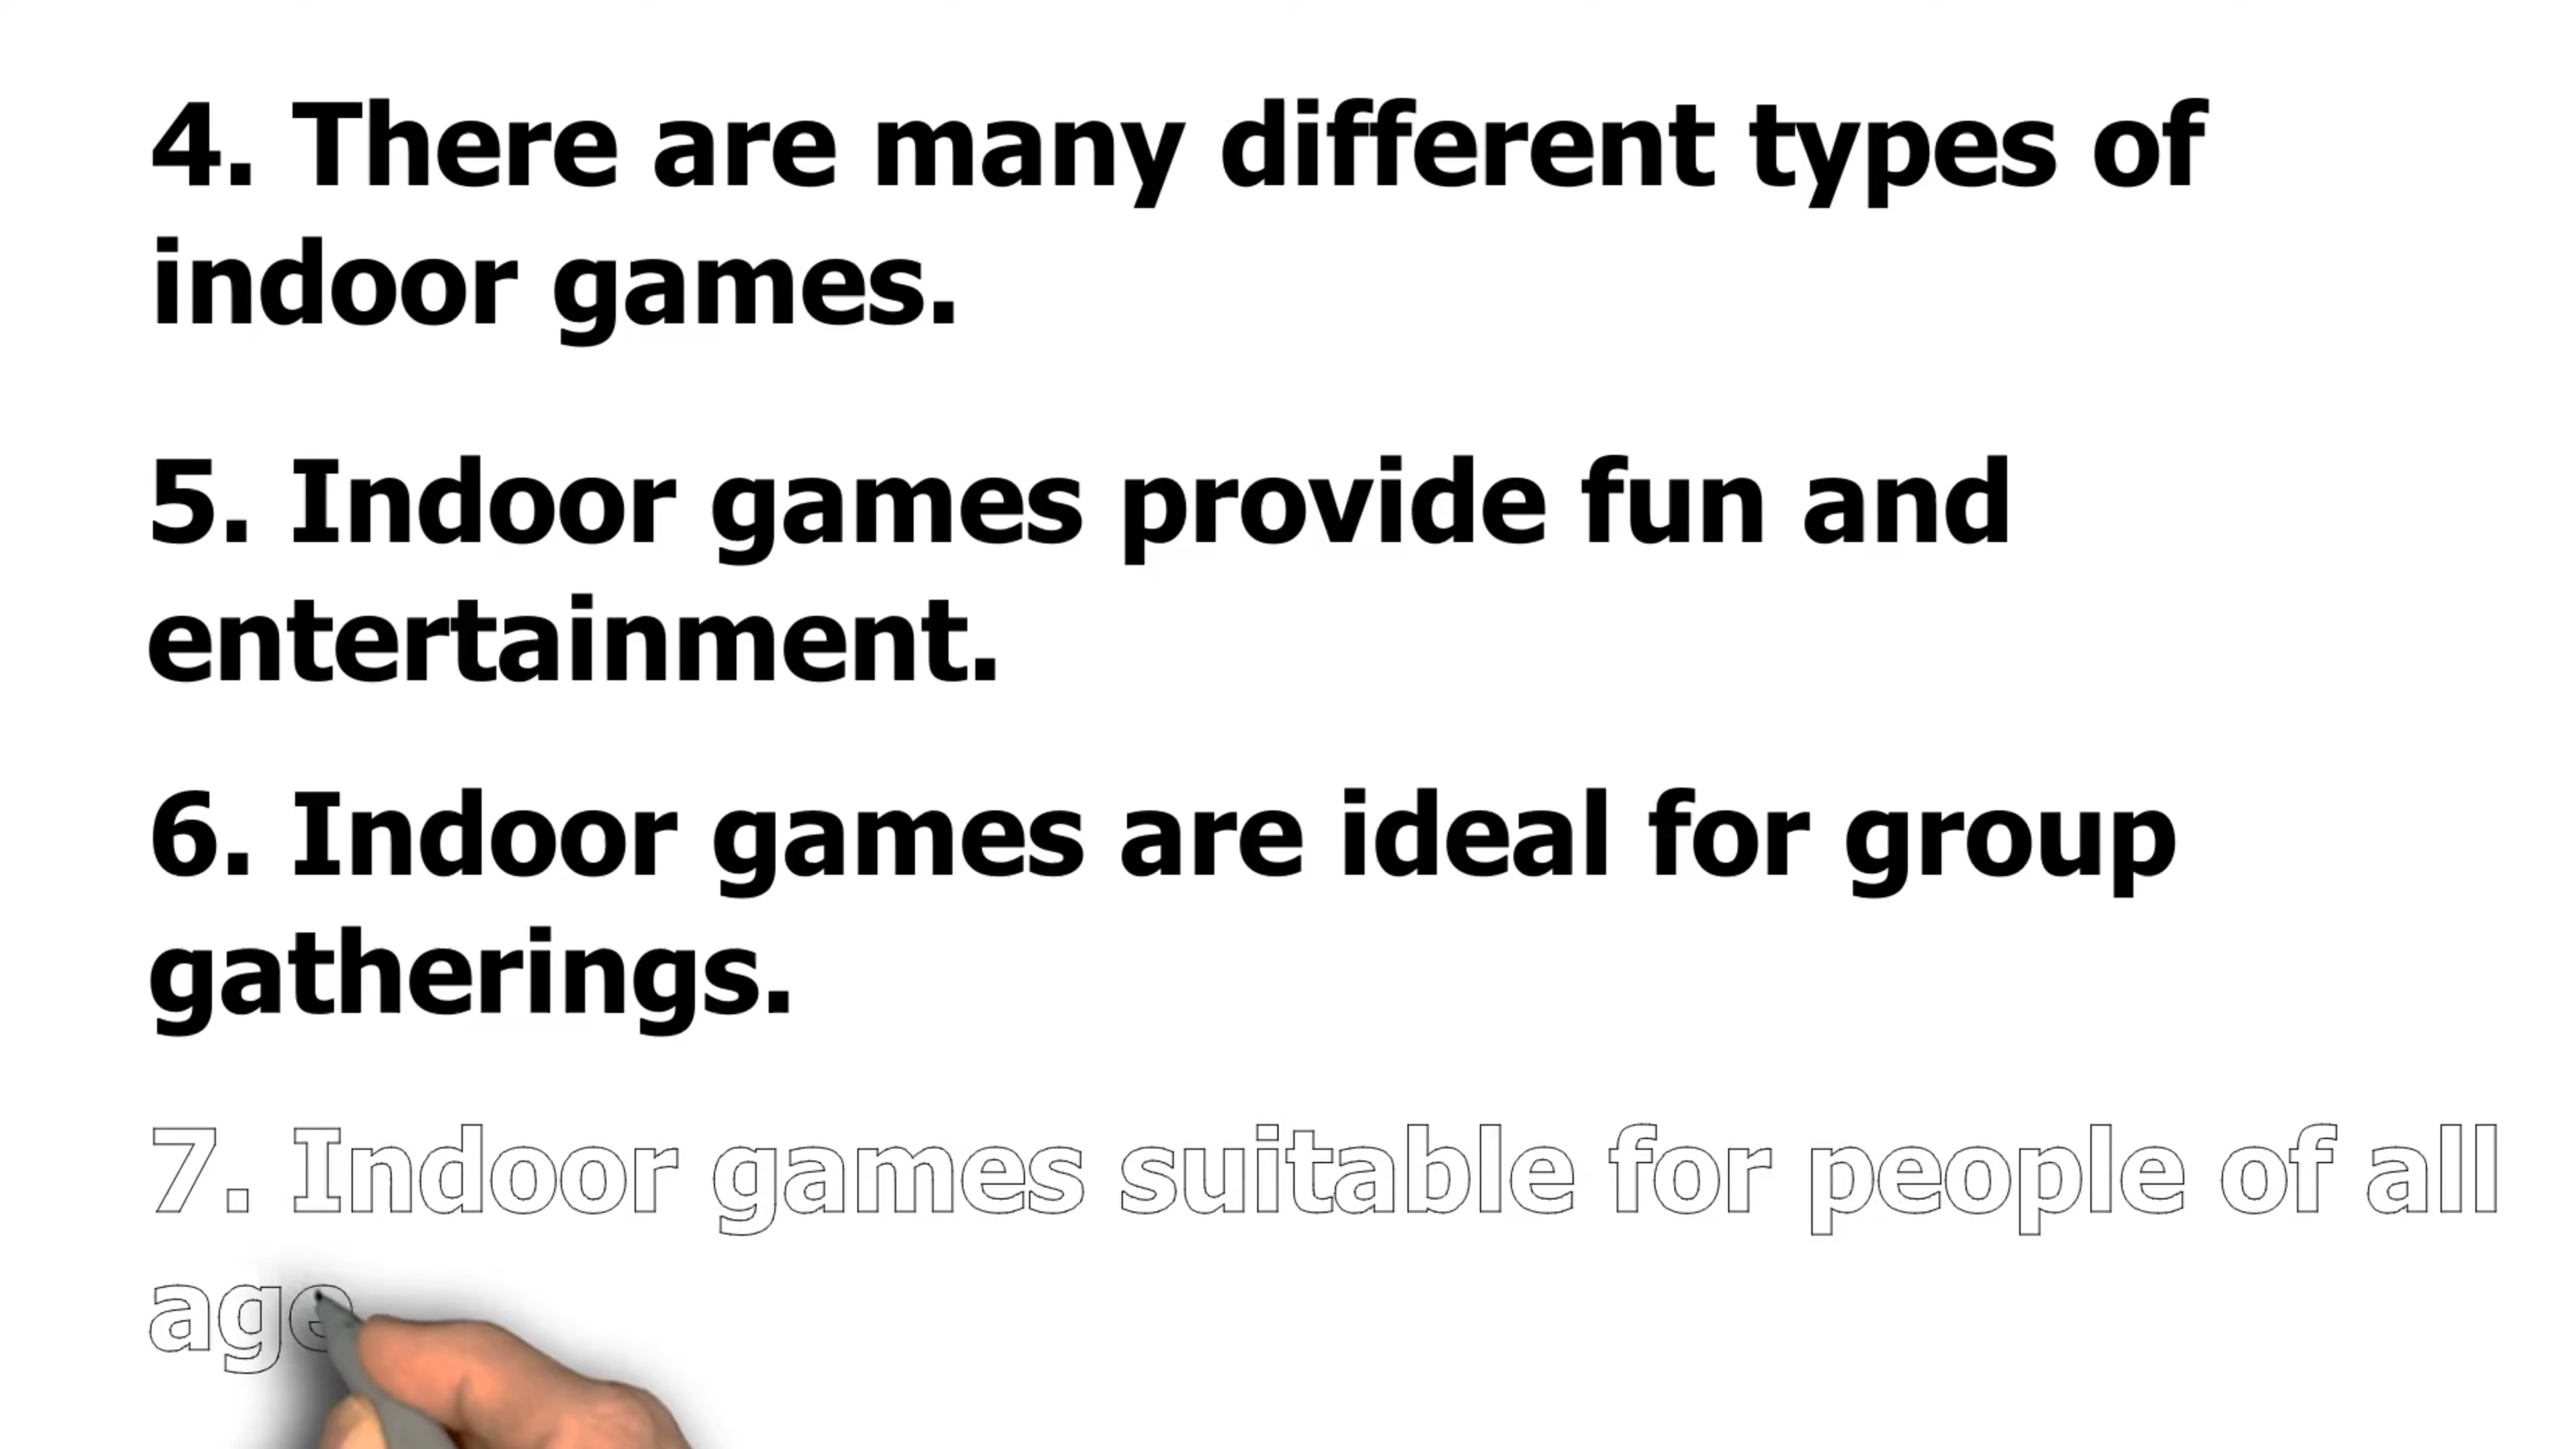 4. There are many different types of
indoor games.
5. Indoor games provide fun and
entertainment.
6. Indoor games are ideal for group
gatherings.
7. Indoor games suitable for people of all
age